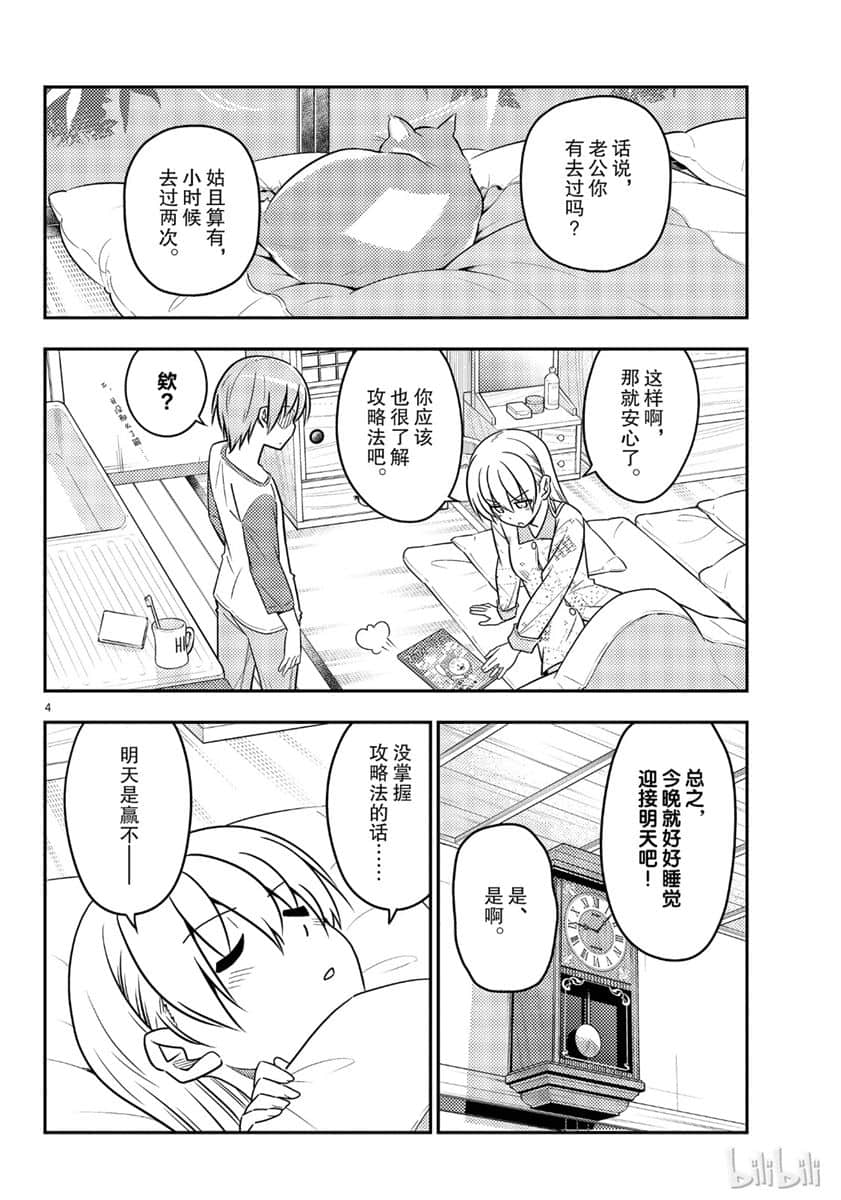 话说，
老公你
有去过吗？
姑且算有，
小时候
去过两次。
这样啊，
那就安心了。
你应该
也很了解
攻略法吧。
欸？
HI
4
总之，
今晚就好好睡觉
迎接明天吧！
是、
是啊。
没掌握
攻略法的话……
明天是赢不——
bilibili